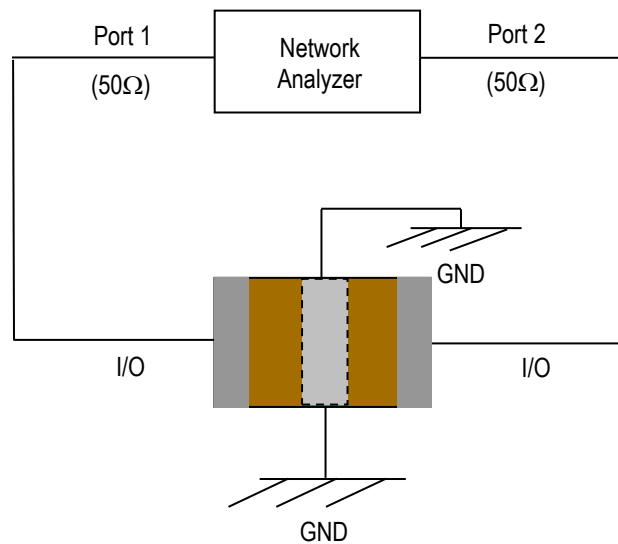 Port 1
(50Ω)
Network
Analyzer
Port 2
(50Ω)
GND
I/O
I/O
GND